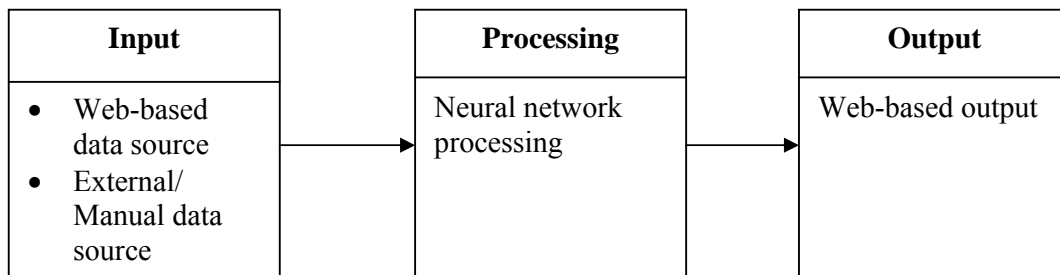 Input
• Web-based
data source
• External/
Manual data
source
Processing
Neural network
processing
Output
Web-based output